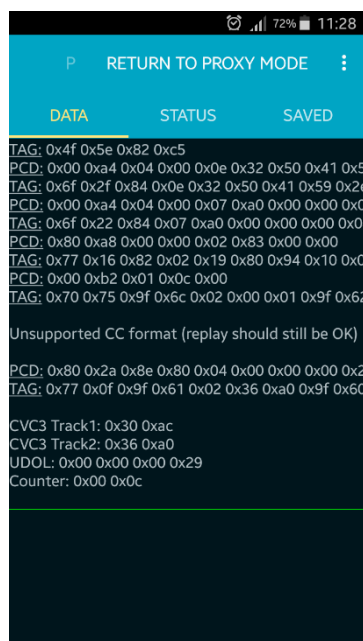 72% 11:28
P RETURN TO PROXY MODE
DATA STATUS SAVED
TAG: 0x4f 0x5e 0x82 0xc5
PCD: 0x00 0xa4 0x04 0x00 0x0e 0x32 0x50 0x41 0x5
TAG: 0x6f 0x2f 0x84 0x0e 0x32 0x50 0x41 0x59 0x2e
PCD: 0x00 0xa4 0x04 0x00 0x07 0xa0 0x00 0x00 0x0
TAG: 0x6f 0x22 0x84 0x07 0xa0 0x00 0x00 0x00 0x0
PCD: 0x80 0xa8 0x00 0x00 0x02 0x83 0x00 0x00
TAG: 0x77 0x16 0x82 0x02 0x19 0x80 0x94 0x10 0x0
PCD: 0x00 0xb2 0x01 0x0c 0x00
TAG: 0x70 0x75 0x9f 0x6c 0x02 0x00 0x01 0x9f 0x62
Unsupported CC format (replay should still be OK)
PCD: 0x80 0x2a 0x8e 0x80 0x04 0x00 0x00 0x00 0x2
TAG: 0x77 0x0f 0x9f 0x61 0x02 0x36 0xa0 0x9f 0x60
CVC3 Track1: 0x30 0xac
CVC3 Track2: 0x36 0xa0
UDOL: 0x00 0x00 0x00 0x29
Counter: 0x00 0x0c